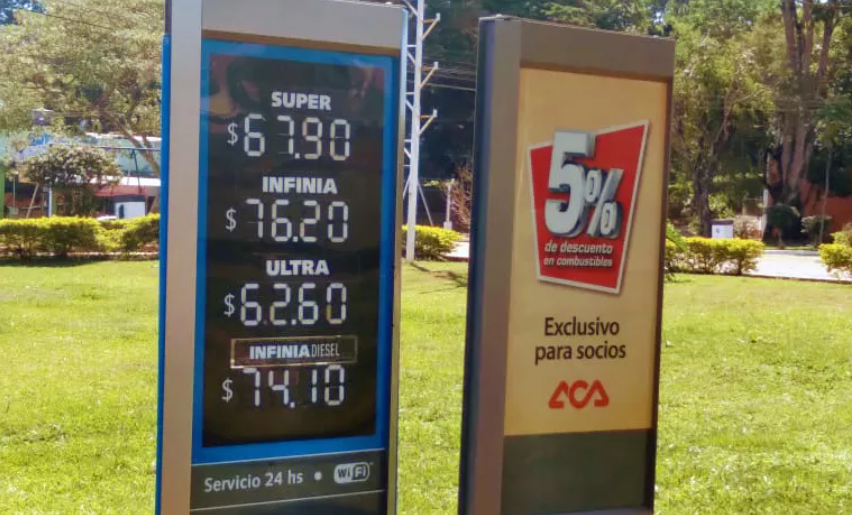 SUPER
$67.90
INFINIA
$76.20
ULTRA
$62.60
INFINIA DIESEL
$74.10
Servicio 24 hs • WiFi
5%
de descuento
en combustibles
Exclusivo
para socios
ACA